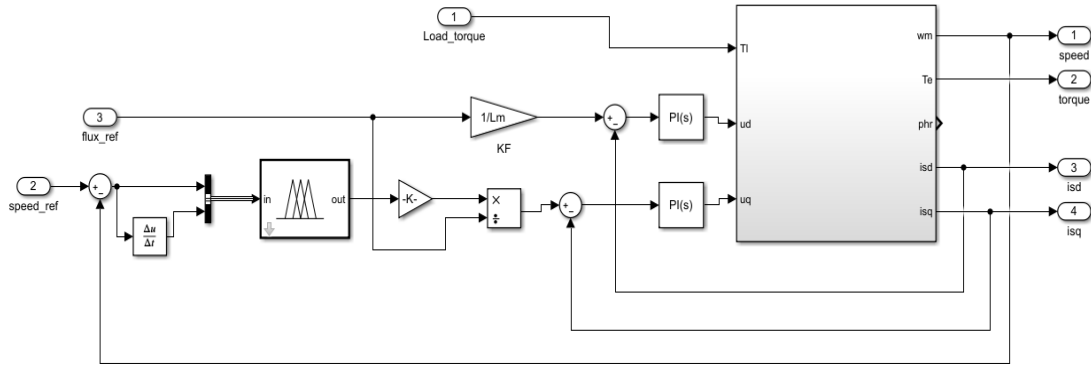 1
Load_torque
Tl
wm
1
speed
Te
2
torque
3
flux_ref
1/Lm
KF
+
−
PI(s)
ud
phr
2
speed_ref
+
−
Δu
Δt
in
out
-K-
×
÷
+
−
PI(s)
uq
isd
3
isd
isq
4
isq